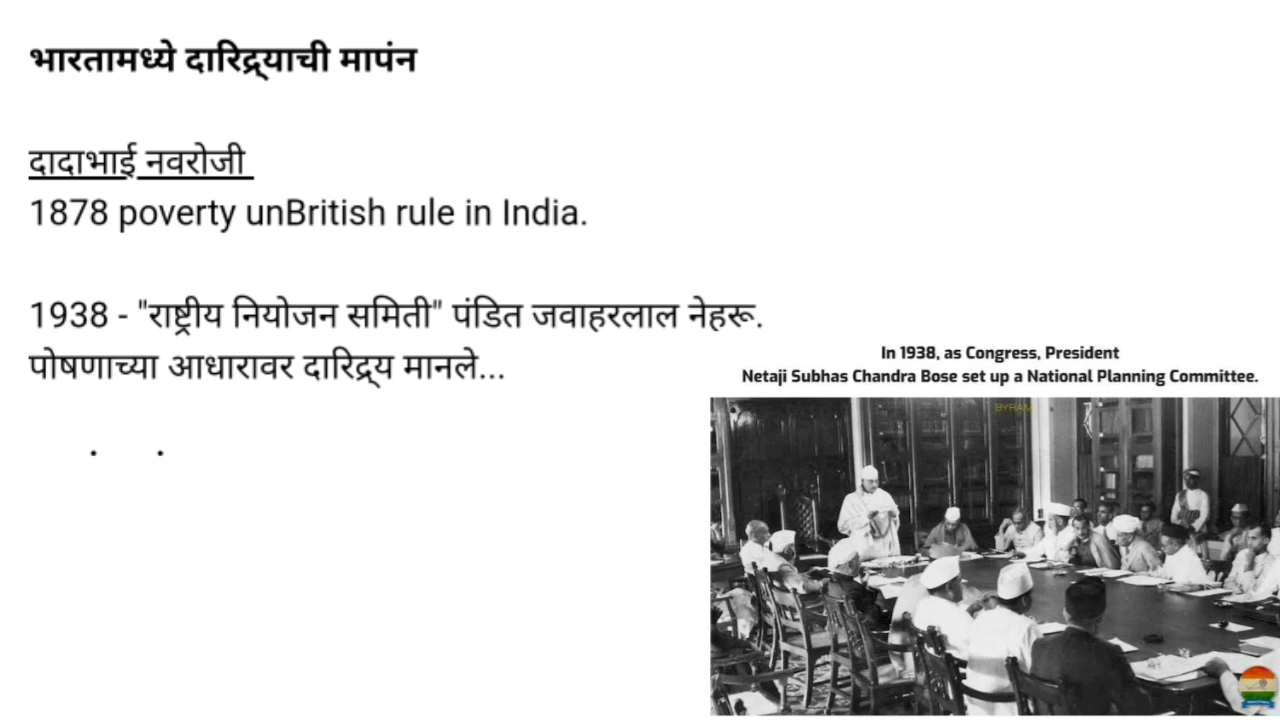 भारतामध्ये दारिद्र्याची मापंन
दादाभाई नवरोजी
1878 poverty unBritish rule in India.
1938 - "राष्ट्रीय नियोजन समिती" पंडित जवाहरलाल नेहरू.
पोषणाच्या आधारावर दारिद्र्य मानले...
In 1938, as Congress, President
Netaji Subhas Chandra Bose set up a National Planning Committee.